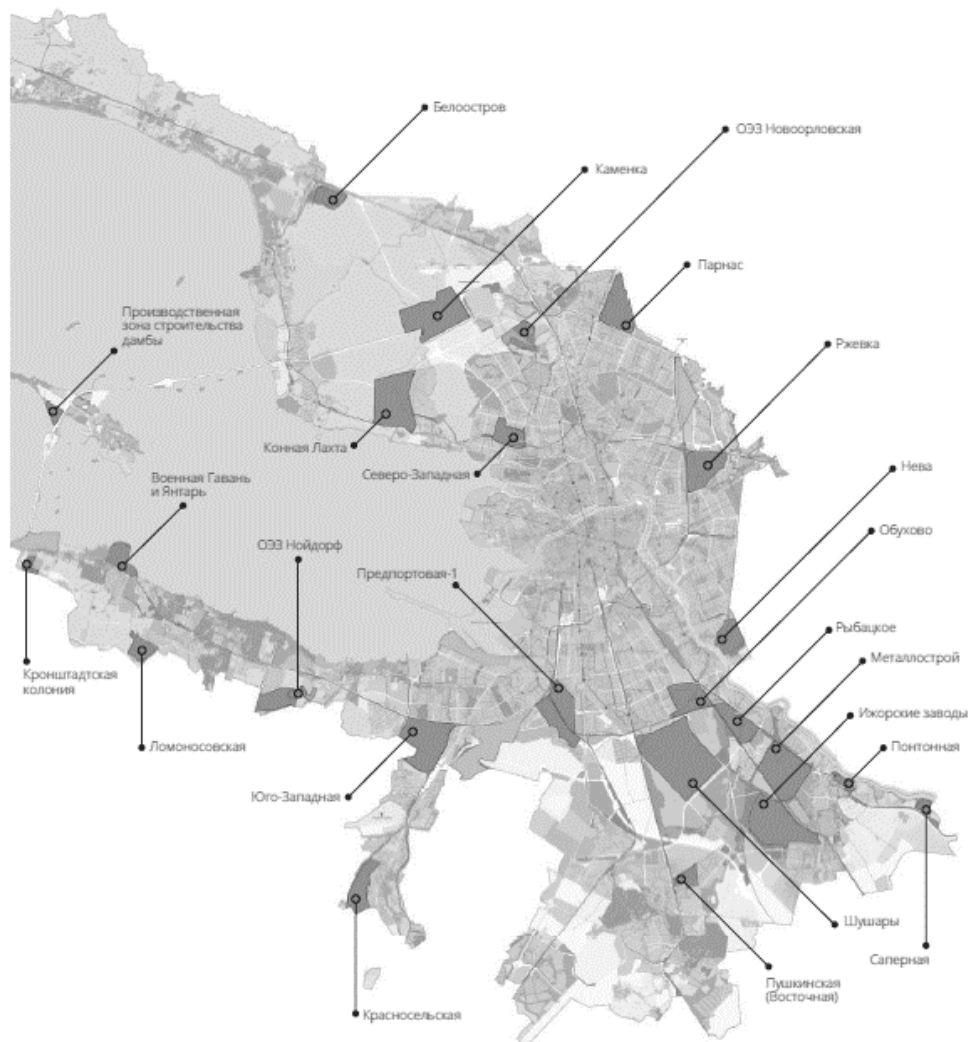 Белоостров
ОЭЗ Новоорловская
Каменка
Парнас
Производственная
зона строительства
дамбы
Ржевка
Конная Лахта
Северо-Западная
Нева
Военная Гавань
и Янтарь
Обухово
ОЭЗ Нойдорф
Предпортовая-1
Рыбацкое
Металлострой
Кронштадтская
колония
Ижорские заводы
Ломоносовская
Понтонная
Юго-Западная
Шушары
Саперная
Пушкинская
(Восточная)
Красносельская